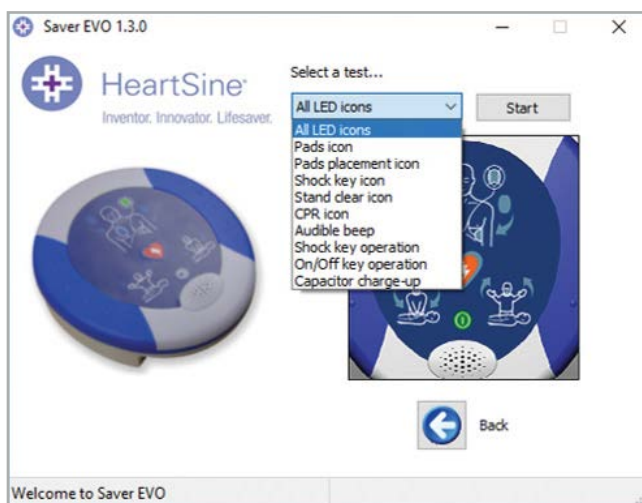 Saver EVO 1.3.0
HeartSine
Inventor. Innovator. Lifesaver.
Select a test...
All LED icons
Start
All LED icons
Pads icon
Pads placement icon
Shock key icon
Stand clear icon
CPR icon
Audible beep
Shock key operation
On/Off key operation
Capacitor charge-up
Back
Welcome to Saver EVO